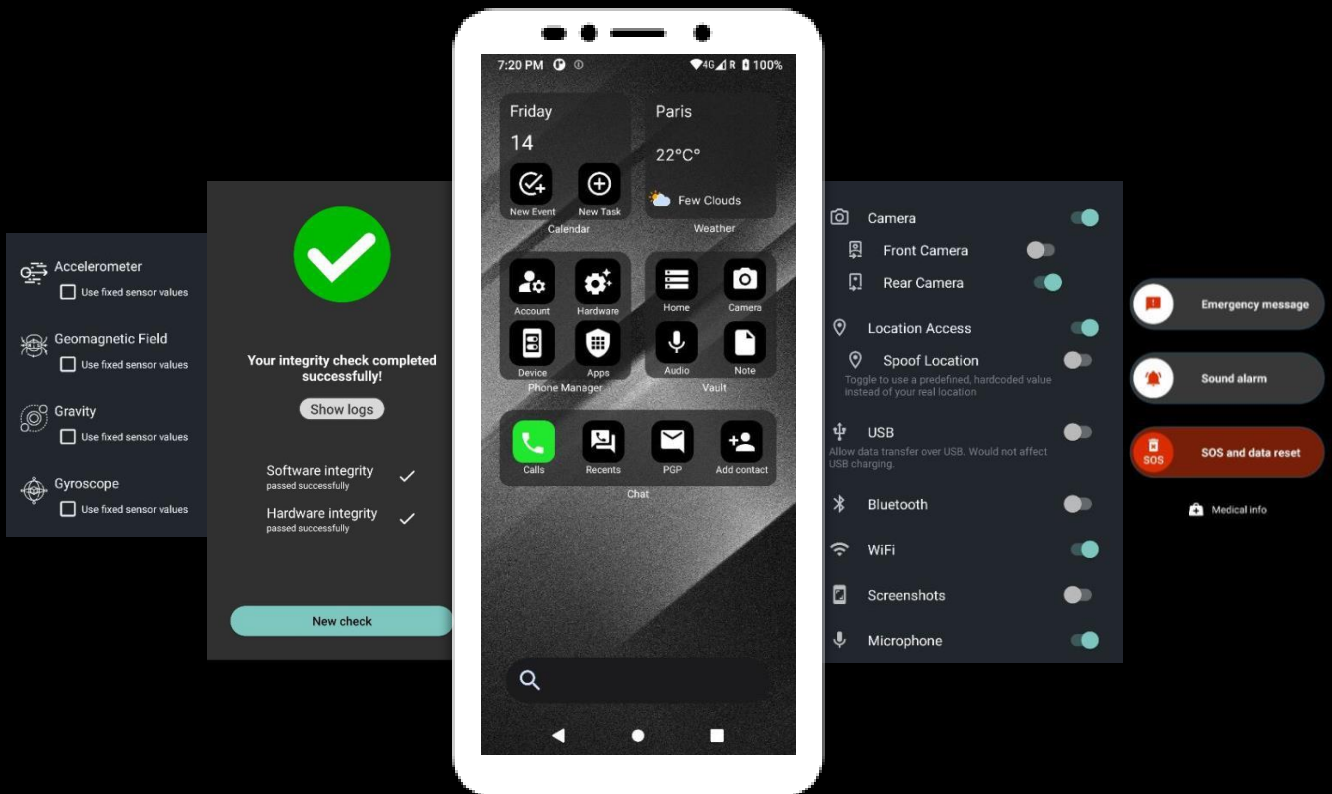 Accelerometer
Use fixed sensor values
Geomagnetic Field
Use fixed sensor values
Gravity
Use fixed sensor values
Gyroscope
Use fixed sensor values
Your integrity check completed
successfully!
Show logs
Software integrity
passed successfully
Hardware integrity
passed successfully
New check
7:20 PM
4G R 100%
Friday
14
New Event New Task
Calendar
Paris
22°C°
Few Clouds
Weather
Account Hardware
Device Apps
Phone Manager
Home Camera
Audio Note
Vault
Calls Recents PGP Add contact
Chat
Camera
Front Camera
Rear Camera
Location Access
Spoof Location
Toggle to use a predefined, hardcoded value
instead of your real location
USB
Allow data transfer over USB. Would not affect
USB charging.
Bluetooth
WiFi
Screenshots
Microphone
Emergency message
Sound alarm
SOS
SOS and data reset
Medical info